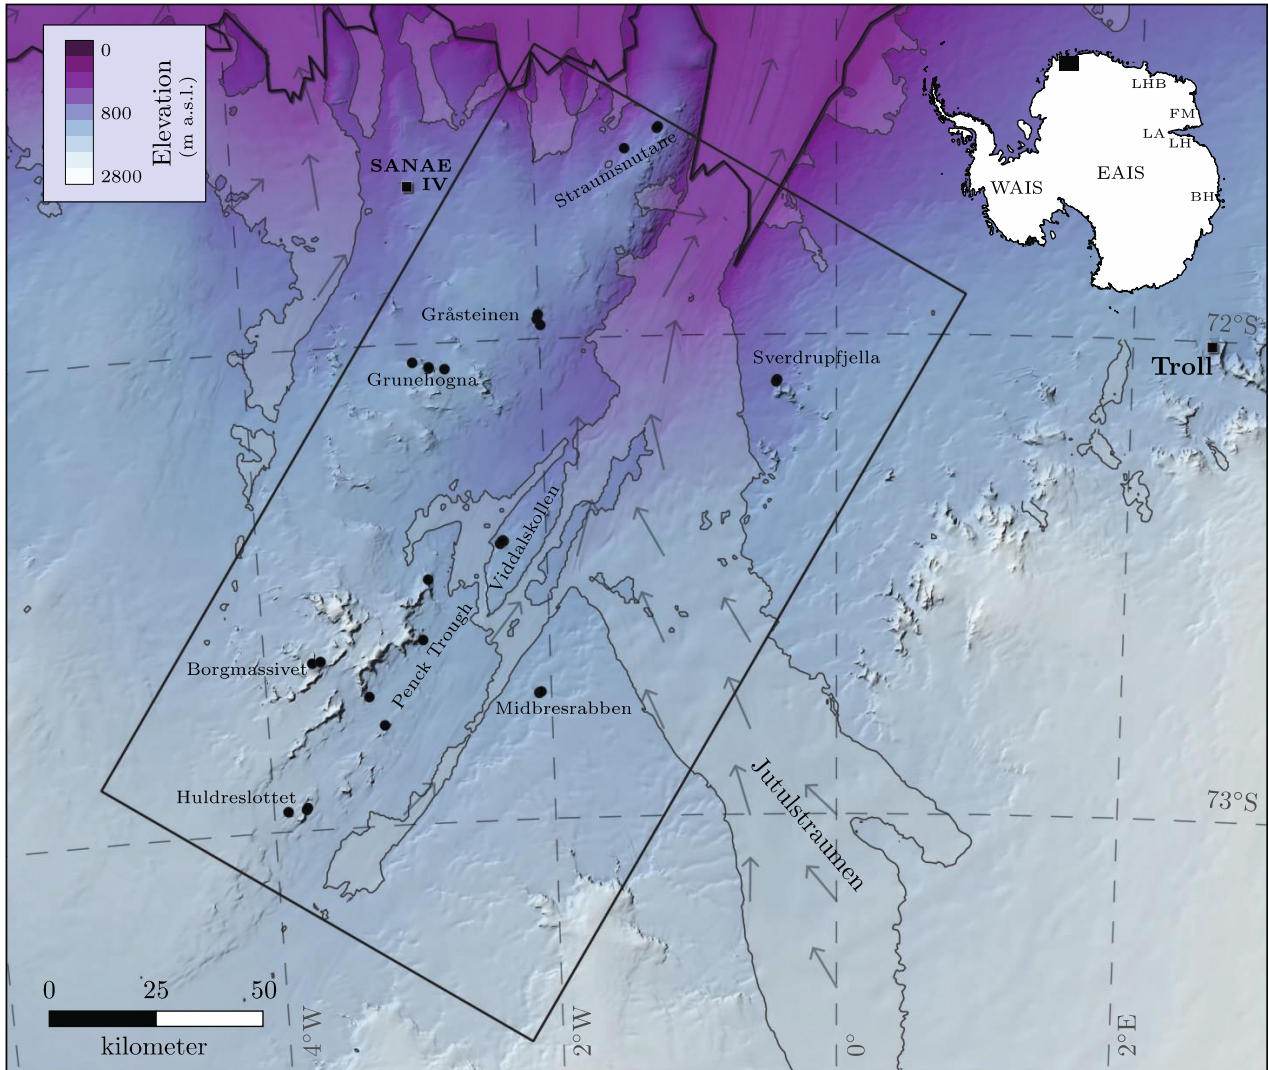 0
800
2800
Elevation
(m a.s.l.)
SANAE
IV
Straumsnutane
LHB
FM
LA
LH
EAIS
WAIS
BH
Gråsteinen
Grunehogna
Sverdrupfjella
72°S
Troll
Viddalskollen
Penck Trough
Borgmassivet
Midbresrabben
Huldreslottet
Jutulstraumen
73°S
0 25 50
kilometer
4°W
2°W
0°
2°E